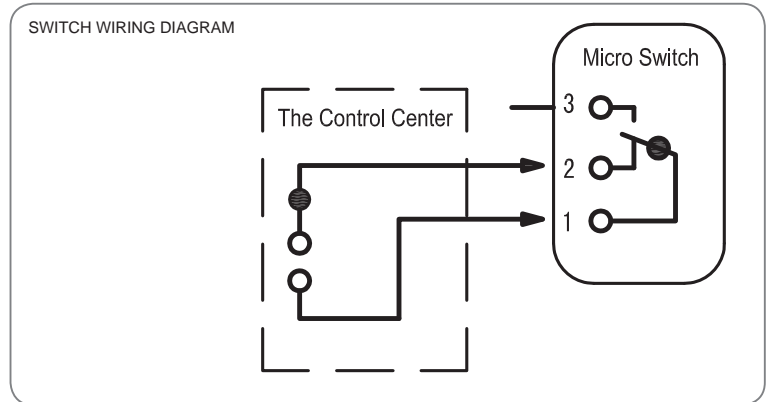 SWITCH WIRING DIAGRAM
Micro Switch
The Control Center
3
2
1